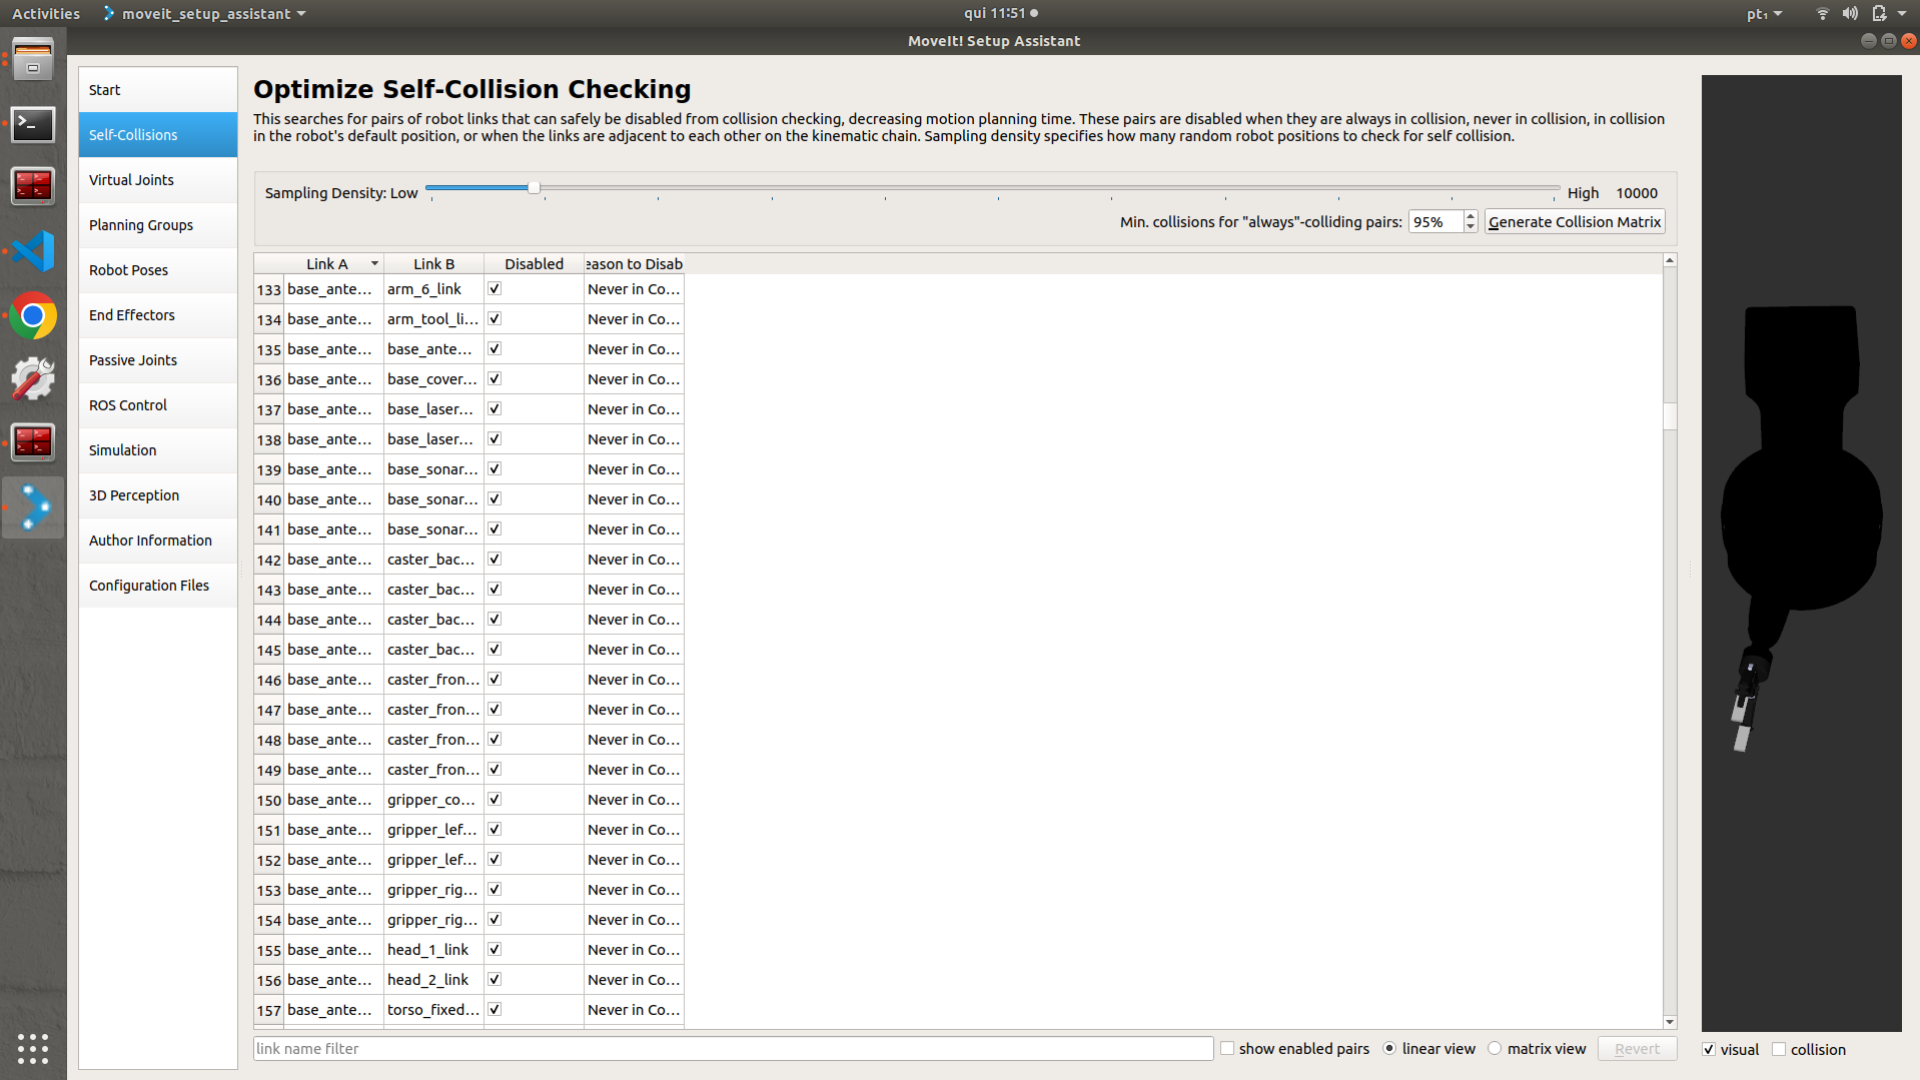 Activities moveit_setup_assistant qui 11:51 pt₁
MoveIt! Setup Assistant
Start
Self-Collisions
Virtual Joints
Planning Groups
Robot Poses
End Effectors
Passive Joints
ROS Control
Simulation
3D Perception
Author Information
Configuration Files
Optimize Self-Collision Checking
This searches for pairs of robot links that can safely be disabled from collision checking, decreasing motion planning time. These pairs are disabled when they are always in collision, never in collision, in collision
in the robot's default position, or when the links are adjacent to each other on the kinematic chain. Sampling density specifies how many random robot positions to check for self collision.
Sampling Density: Low High 10000
Min. collisions for "always"-colliding pairs: 95% Generate Collision Matrix
Link A Link B Disabled eason to Disab
133 base_ante... arm_6_link Never in Co...
134 base_ante... arm_tool_li... Never in Co...
135 base_ante... base_ante... Never in Co...
136 base_ante... base_cover... Never in Co...
137 base_ante... base_laser... Never in Co...
138 base_ante... base_laser... Never in Co...
139 base_ante... base_sonar... Never in Co...
140 base_ante... base_sonar... Never in Co...
141 base_ante... base_sonar... Never in Co...
142 base_ante... caster_bac... Never in Co...
143 base_ante... caster_bac... Never in Co...
144 base_ante... caster_bac... Never in Co...
145 base_ante... caster_bac... Never in Co...
146 base_ante... caster_fron... Never in Co...
147 base_ante... caster_fron... Never in Co...
148 base_ante... caster_fron... Never in Co...
149 base_ante... caster_fron... Never in Co...
150 base_ante... gripper_co... Never in Co...
151 base_ante... gripper_lef... Never in Co...
152 base_ante... gripper_lef... Never in Co...
153 base_ante... gripper_rig... Never in Co...
154 base_ante... gripper_rig... Never in Co...
155 base_ante... head_1_link Never in Co...
156 base_ante... head_2_link Never in Co...
157 base_ante... torso_fixed... Never in Co...
link name filter show enabled pairs linear view matrix view Revert visual collision